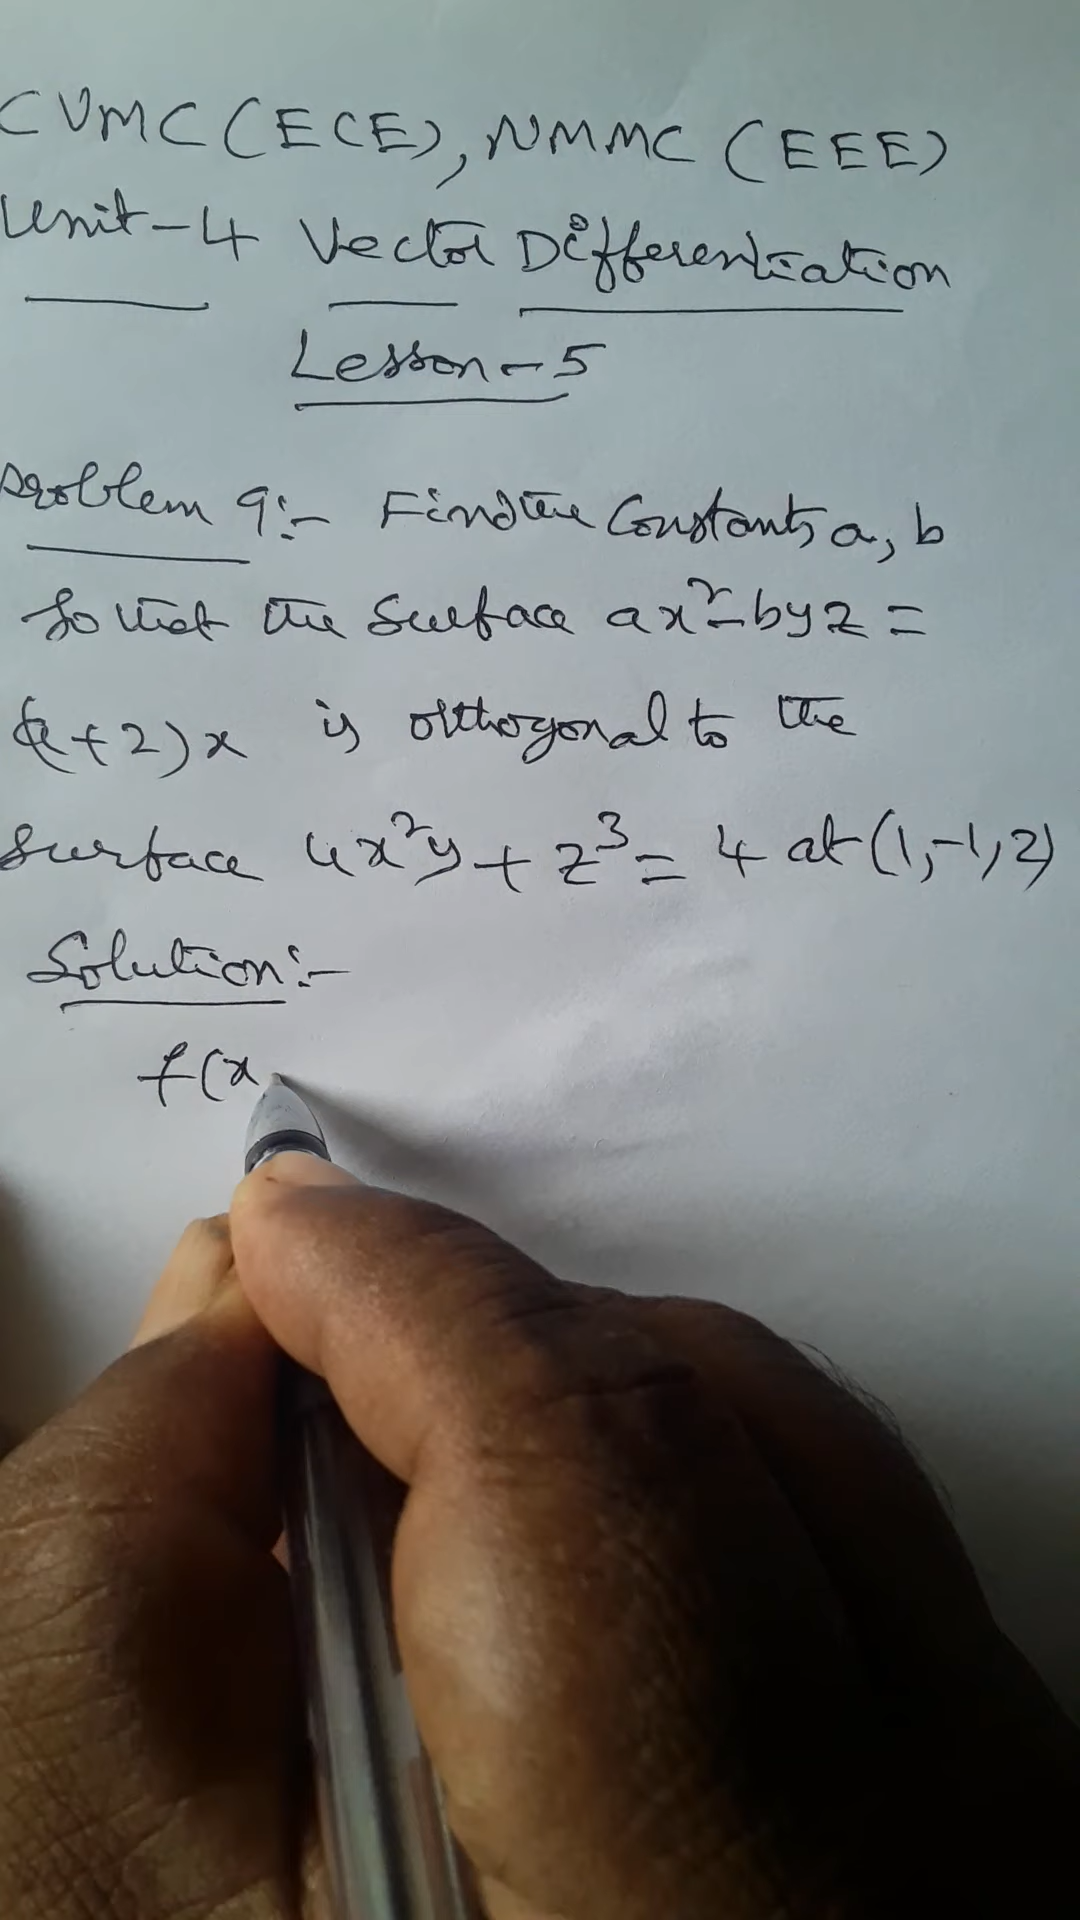 CVMC (ECE), NMMC (EEE)
Unit-4 Vector Differentiation
Lesson-5
Problem 9:- Find the Constants a, b
So that the Surface ax²-byz =
(a+2)x is orthogonal to the
Surface 4x²y+z³=4 at (1,-1,2)
Solution:-
f(x,